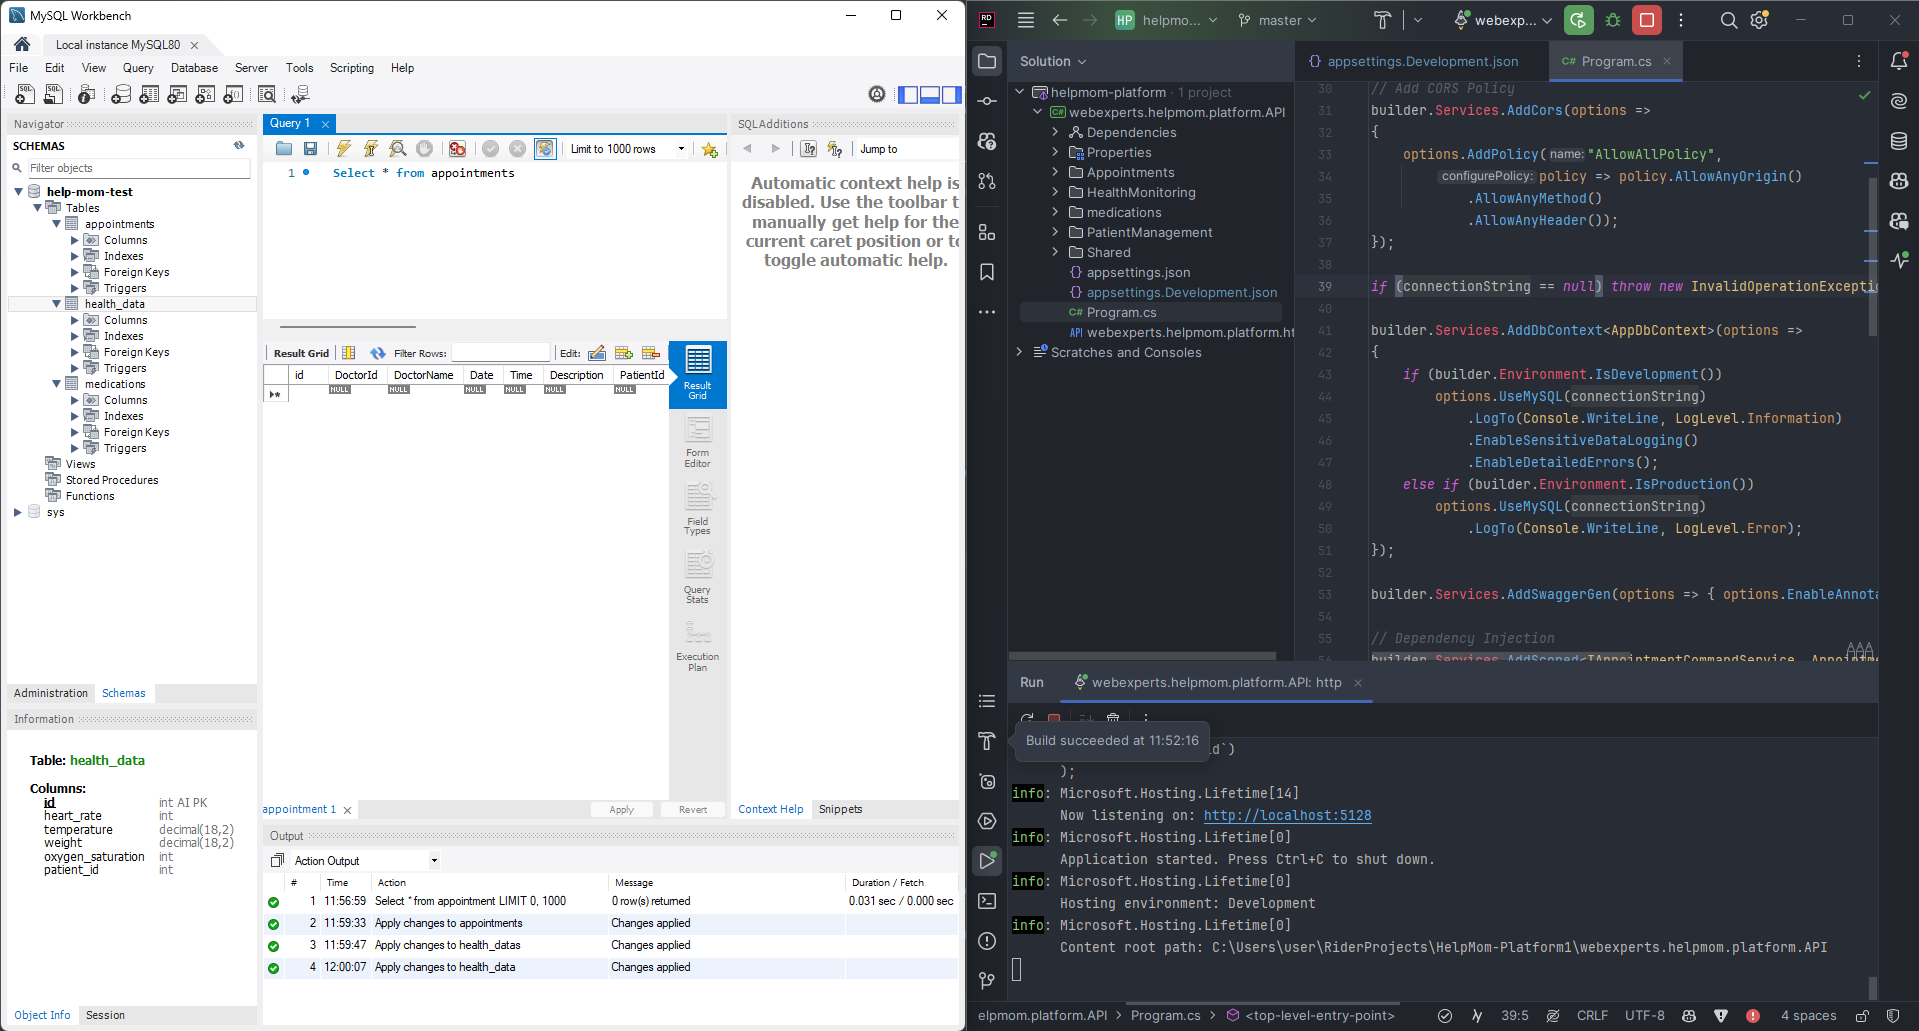 MySQL Workbench
Local instance MySQL80
File Edit View Query Database Server Tools Scripting Help
Navigator
SCHEMAS
Filter objects
help-mom-test
Tables
appointments
Columns
Indexes
Foreign Keys
Triggers
health_data
Columns
Indexes
Foreign Keys
Triggers
medications
Columns
Indexes
Foreign Keys
Triggers
Views
Stored Procedures
Functions
sys
Administration Schemas
Information
Table: health_data
Columns:
id int AI PK
heart_rate int
temperature decimal(18,2)
weight decimal(18,2)
oxygen_saturation int
patient_id int
Object Info Session
Query 1
Limit to 1000 rows
1 Select * from appointments
Result Grid Filter Rows: Edit:
id DoctorId DoctorName Date Time Description PatientId
NULL NULL NULL NULL NULL NULL
Result
Grid
Form
Editor
Field
Types
Query
Stats
Execution
Plan
appointment 1 Apply Revert
SQLAdditions
Jump to
Automatic context help is
disabled. Use the toolbar t
manually get help for the
current caret position or to
toggle automatic help.
Context Help Snippets
Output
Action Output
# Time Action Message Duration / Fetch
1 11:56:59 Select * from appointment LIMIT 0, 1000 0 row(s) returned 0.031 sec / 0.000 sec
2 11:59:33 Apply changes to appointments Changes applied
3 11:59:47 Apply changes to health_datas Changes applied
4 12:00:07 Apply changes to health_data Changes applied
RD HP helpmo... master webexp...
Solution
helpmom-platform · 1 project
C# webexperts.helpmom.platform.API
Dependencies
Properties
Appointments
HealthMonitoring
medications
PatientManagement
Shared
{} appsettings.json
{} appsettings.Development.json
C# Program.cs
API webexperts.helpmom.platform.ht
Scratches and Consoles
{} appsettings.Development.json C# Program.cs
30 // Add CORS Policy
31 builder.Services.AddCors(options =>
32 {
33 options.AddPolicy( name: "AllowAllPolicy",
34 configurePolicy: policy => policy.AllowAnyOrigin()
35 .AllowAnyMethod()
36 .AllowAnyHeader());
37 });
38
39 if (connectionString == null) throw new InvalidOperationExceptio
40
41 builder.Services.AddDbContext<AppDbContext>(options =>
42 {
43 if (builder.Environment.IsDevelopment())
44 options.UseMySQL(connectionString)
45 .LogTo(Console.WriteLine, LogLevel.Information)
46 .EnableSensitiveDataLogging()
47 .EnableDetailedErrors();
48 else if (builder.Environment.IsProduction())
49 options.UseMySQL(connectionString)
50 .LogTo(Console.WriteLine, LogLevel.Error);
51 });
52
53 builder.Services.AddSwaggerGen(options => { options.EnableAnnota
54
55 // Dependency Injection
builder.Services.AddScoped<IAppointmentCommandService, Appointme
Run webexperts.helpmom.platform.API: http
Build succeeded at 11:52:16
d`)
);
info: Microsoft.Hosting.Lifetime[14]
Now listening on: http://localhost:5128
info: Microsoft.Hosting.Lifetime[0]
Application started. Press Ctrl+C to shut down.
info: Microsoft.Hosting.Lifetime[0]
Hosting environment: Development
info: Microsoft.Hosting.Lifetime[0]
Content root path: C:\Users\user\RiderProjects\HelpMom-Platform1\webexperts.helpmom.platform.API
elpmom.platform.API > Program.cs > <top-level-entry-point> 39:5 CRLF UTF-8 4 spaces